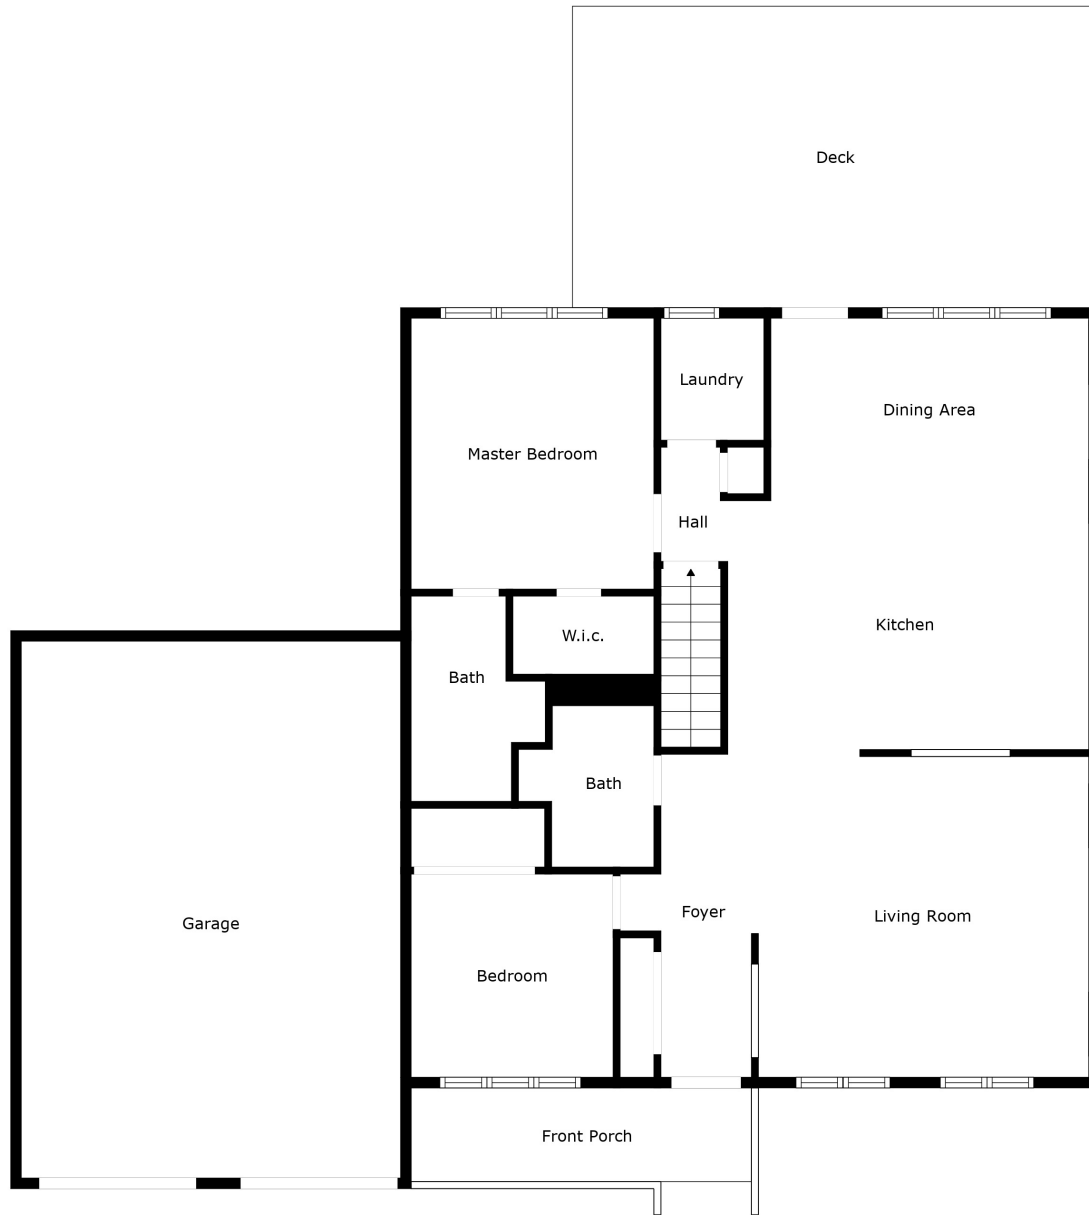 Deck
Laundry
Dining Area
Master Bedroom
Hall
Kitchen
W.i.c.
Bath
Bath
Foyer
Living Room
Garage
Bedroom
Front Porch